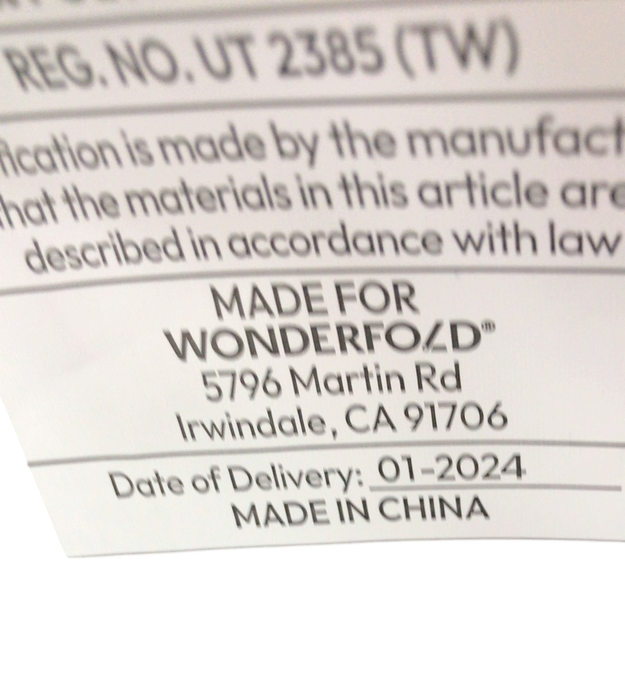 REG. NO. UT 2385 (TW)
fication is made by the manufact
hat the materials in this article are
described in accordance with law
MADE FOR
WONDERFOLD®
5796 Martin Rd
Irwindale, CA 91706
Date of Delivery: 01-2024
MADE IN CHINA